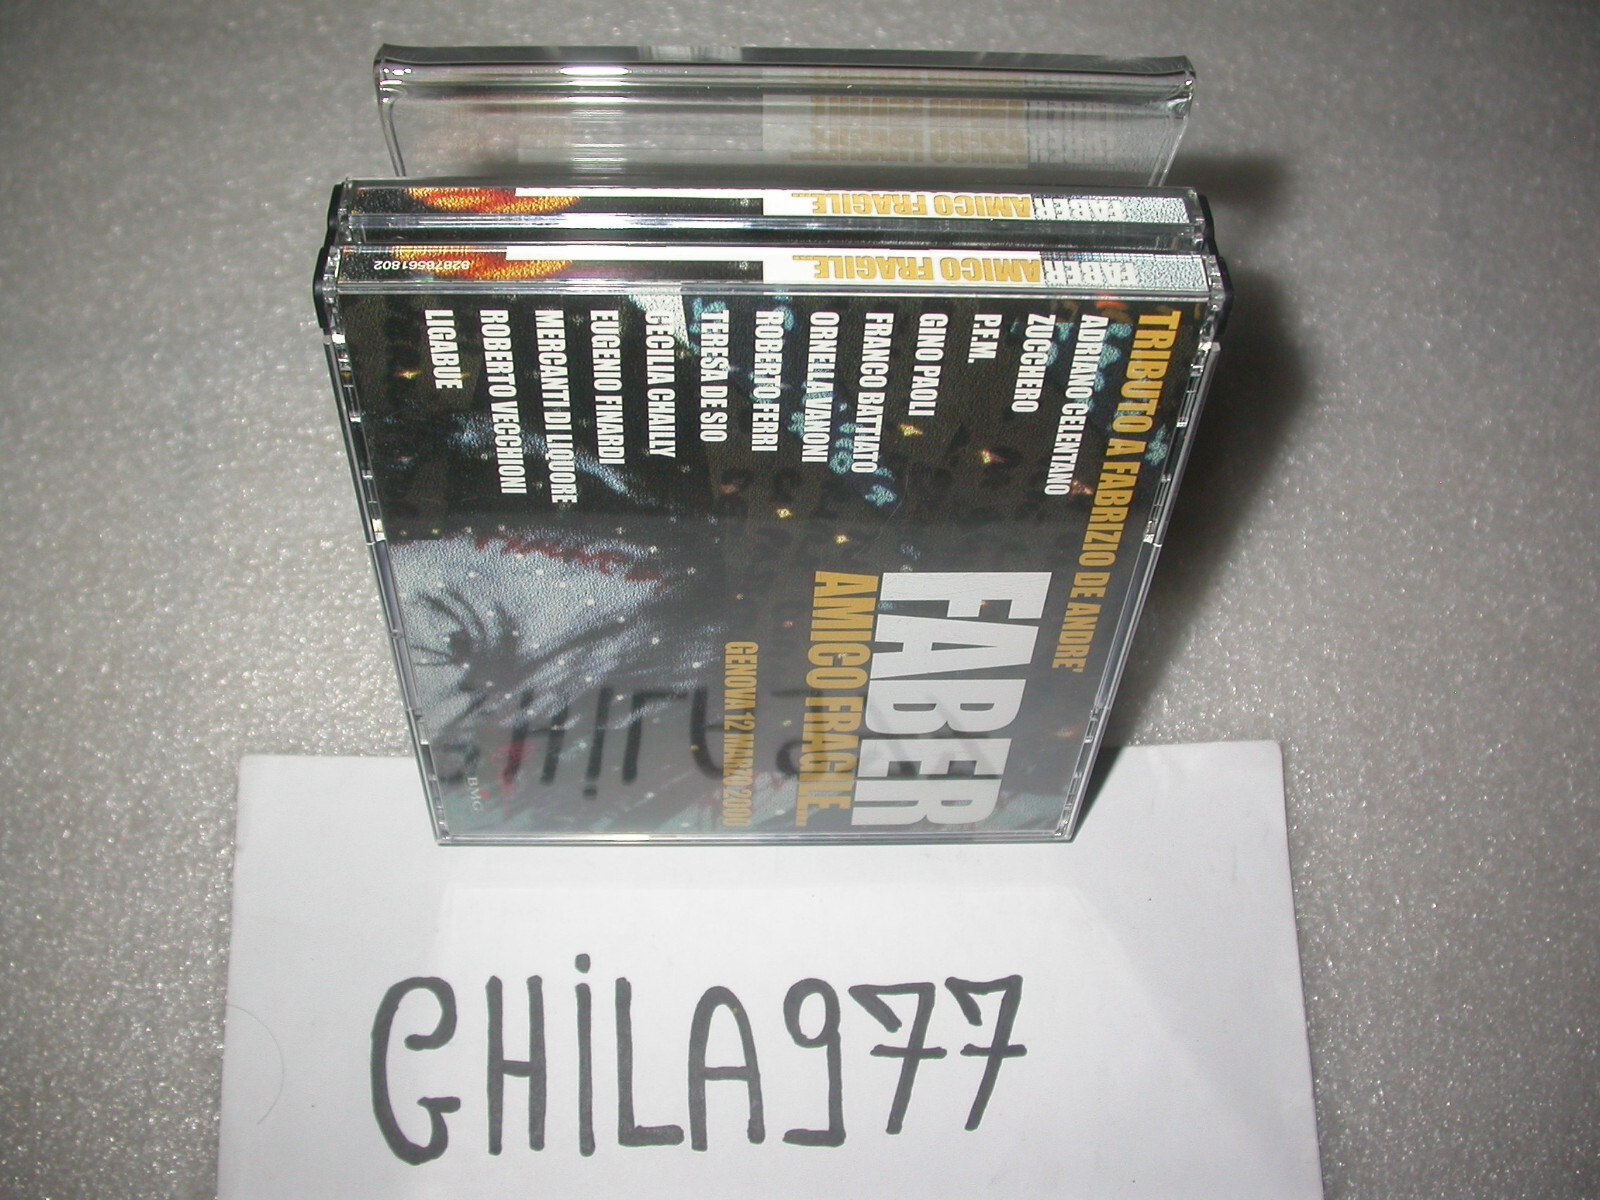 FABER AMICO FRAGILE...
FABER AMICO FRAGILE...
82876561802
TRIBUTO A FABRIZIO DE ANDRE'
ADRIANO CELENTANO
ZUCCHERO
P.F.M.
GINO PAOLI
FRANCO BATTIATO
ORNELLA VANONI
ROBERTO FERRI
TERESA DE SIO
CECILIA CHAILLY
EUGENIO FINARDI
MERCANTI DI LIQUORE
ROBERTO VECCHIONI
LIGABUE
FABER
AMICO FRAGILE...
GENOVA 12 MARZO 2000
BMG
GHiLA977